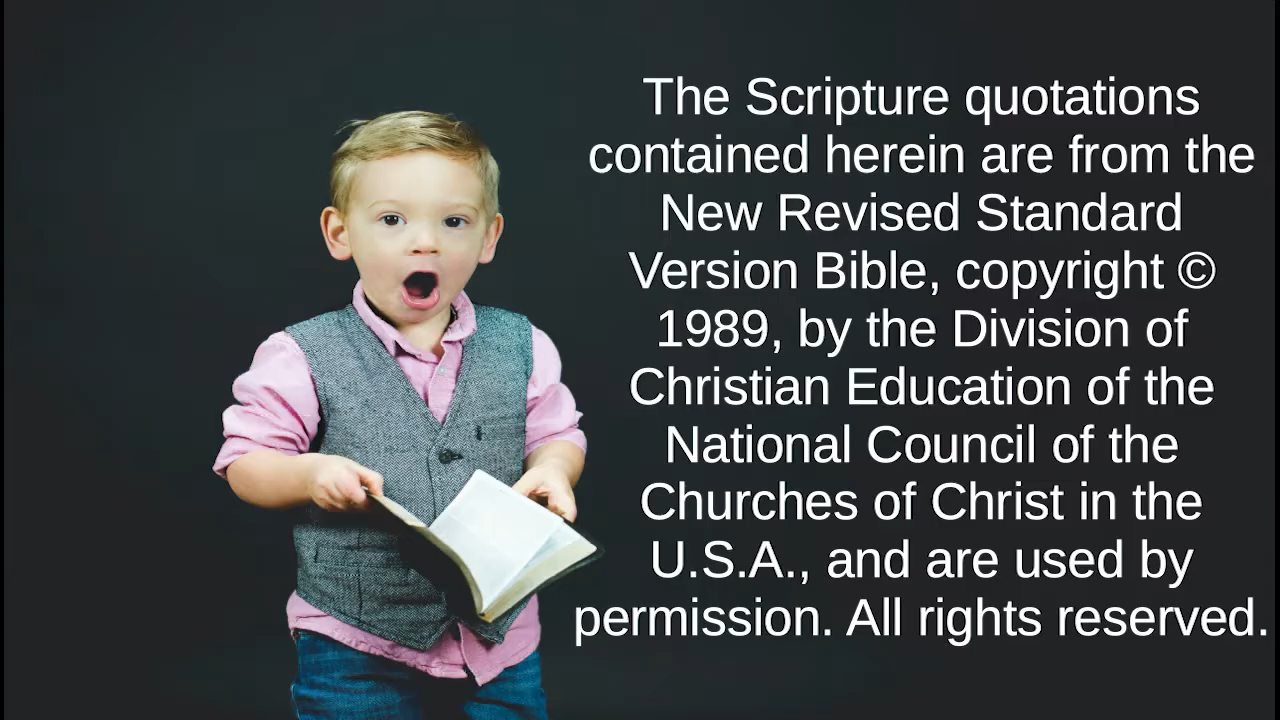 The Scripture quotations
contained herein are from the
New Revised Standard
Version Bible, copyright ©
1989, by the Division of
Christian Education of the
National Council of the
Churches of Christ in the
U.S.A., and are used by
permission. All rights reserved.